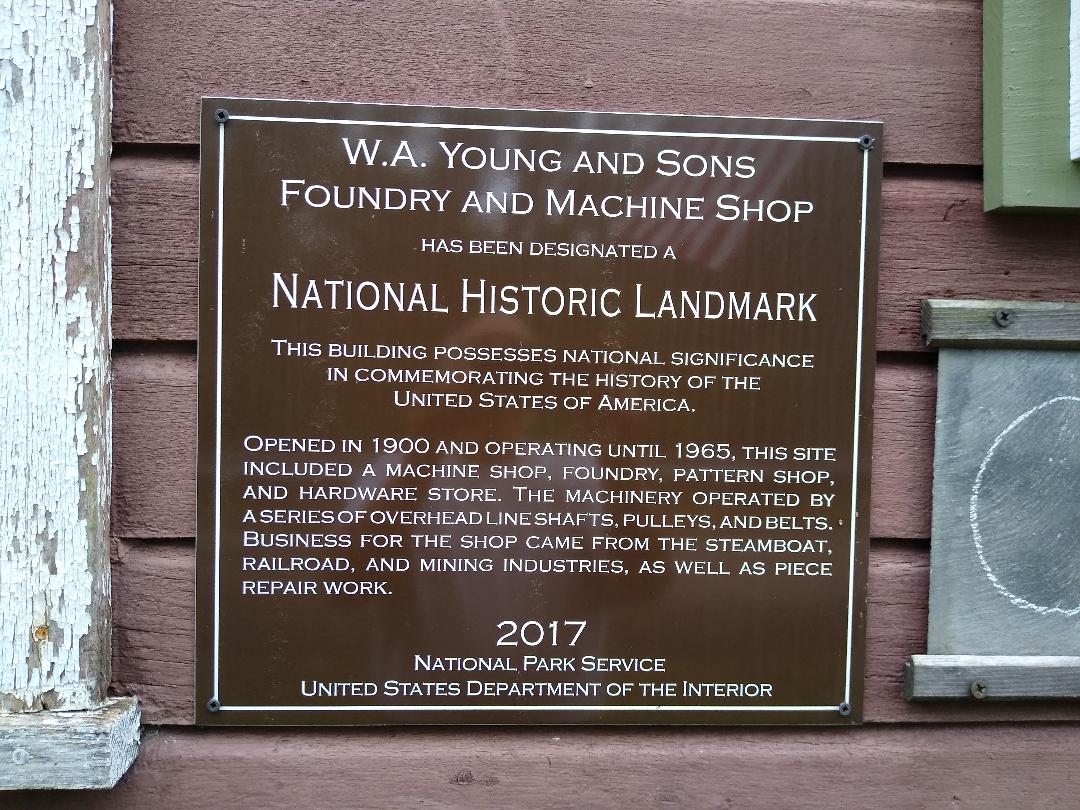 W.A. Young and Sons
Foundry and Machine Shop
has been designated a
National Historic Landmark
This building possesses national significance
in commemorating the history of the
United States of America.
Opened in 1900 and operating until 1965, this site
included a machine shop, foundry, pattern shop,
and hardware store. The machinery operated by
a series of overhead line shafts, pulleys, and belts.
Business for the shop came from the steamboat,
railroad, and mining industries, as well as piece
repair work.
2017
National Park Service
United States Department of the Interior